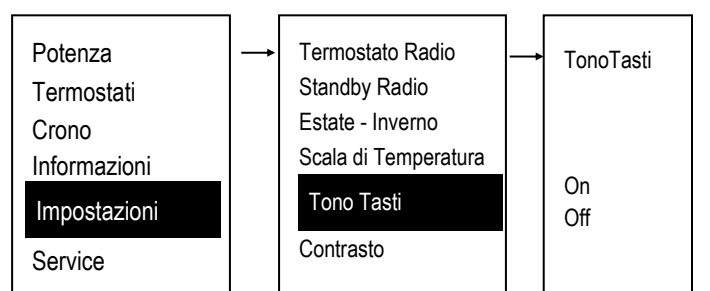 Potenza
Termostati
Crono
Informazioni
Impostazioni
Service
Termostato Radio
Standby Radio
Estate - Inverno
Scala di Temperatura
Tono Tasti
Contrasto
TonoTasti
On
Off